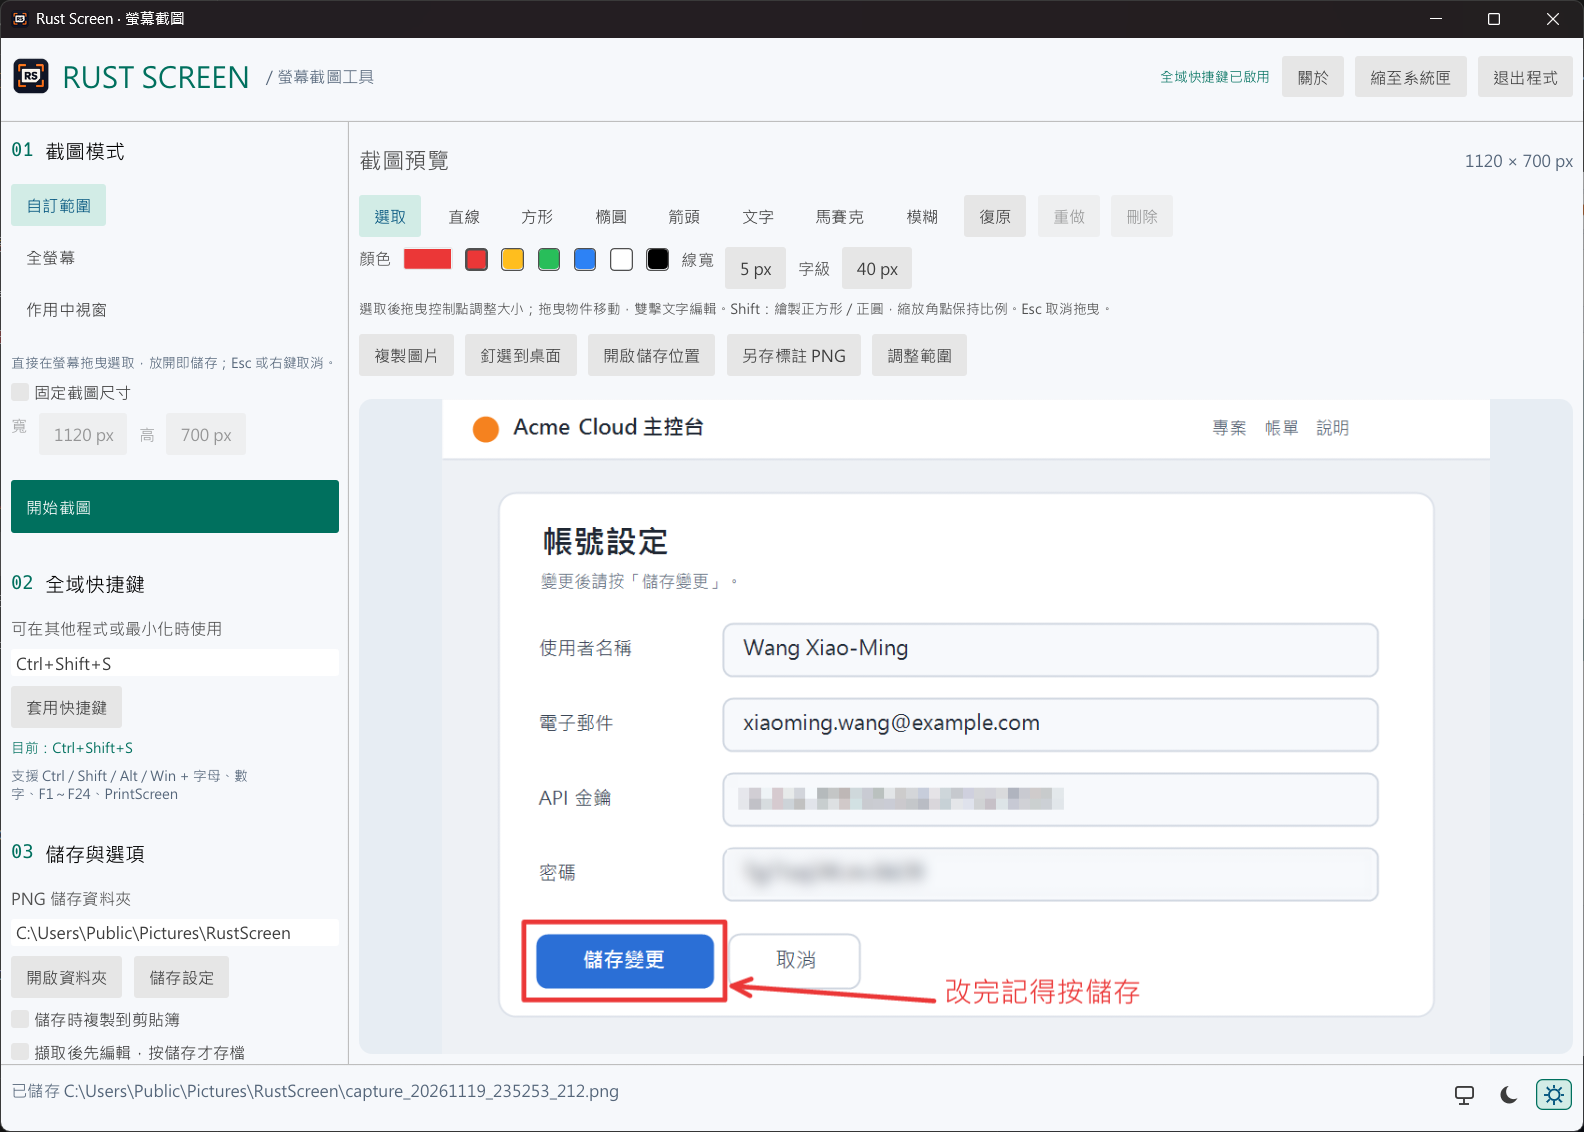 Rust Screen · 螢幕截圖
RS RUST SCREEN / 螢幕截圖工具
全域快捷鍵已啟用 關於 縮至系統匣 退出程式
01 截圖模式
自訂範圍
全螢幕
作用中視窗
直接在螢幕拖曳選取，放開即儲存；Esc 或右鍵取消。
固定截圖尺寸
寬 1120 px 高 700 px
開始截圖
02 全域快捷鍵
可在其他程式或最小化時使用
Ctrl+Shift+S
套用快捷鍵
目前：Ctrl+Shift+S
支援 Ctrl / Shift / Alt / Win + 字母、數
字、F1～F24、PrintScreen
03 儲存與選項
PNG 儲存資料夾
C:\Users\Public\Pictures\RustScreen
開啟資料夾 儲存設定
儲存時複製到剪貼簿
擷取後先編輯，按儲存才存檔
截圖預覽 1120 × 700 px
選取 直線 方形 橢圓 箭頭 文字 馬賽克 模糊 復原 重做 刪除
顏色 線寬 5 px 字級 40 px
選取後拖曳控制點調整大小；拖曳物件移動，雙擊文字編輯。Shift：繪製正方形 / 正圓，縮放角點保持比例。Esc 取消拖曳。
複製圖片 釘選到桌面 開啟儲存位置 另存標註 PNG 調整範圍
Acme Cloud 主控台 專案 帳單 說明
帳號設定
變更後請按「儲存變更」。
使用者名稱 Wang Xiao-Ming
電子郵件 xiaoming.wang@example.com
API 金鑰
密碼
儲存變更 取消
改完記得按儲存
已儲存 C:\Users\Public\Pictures\RustScreen\capture_20261119_235253_212.png